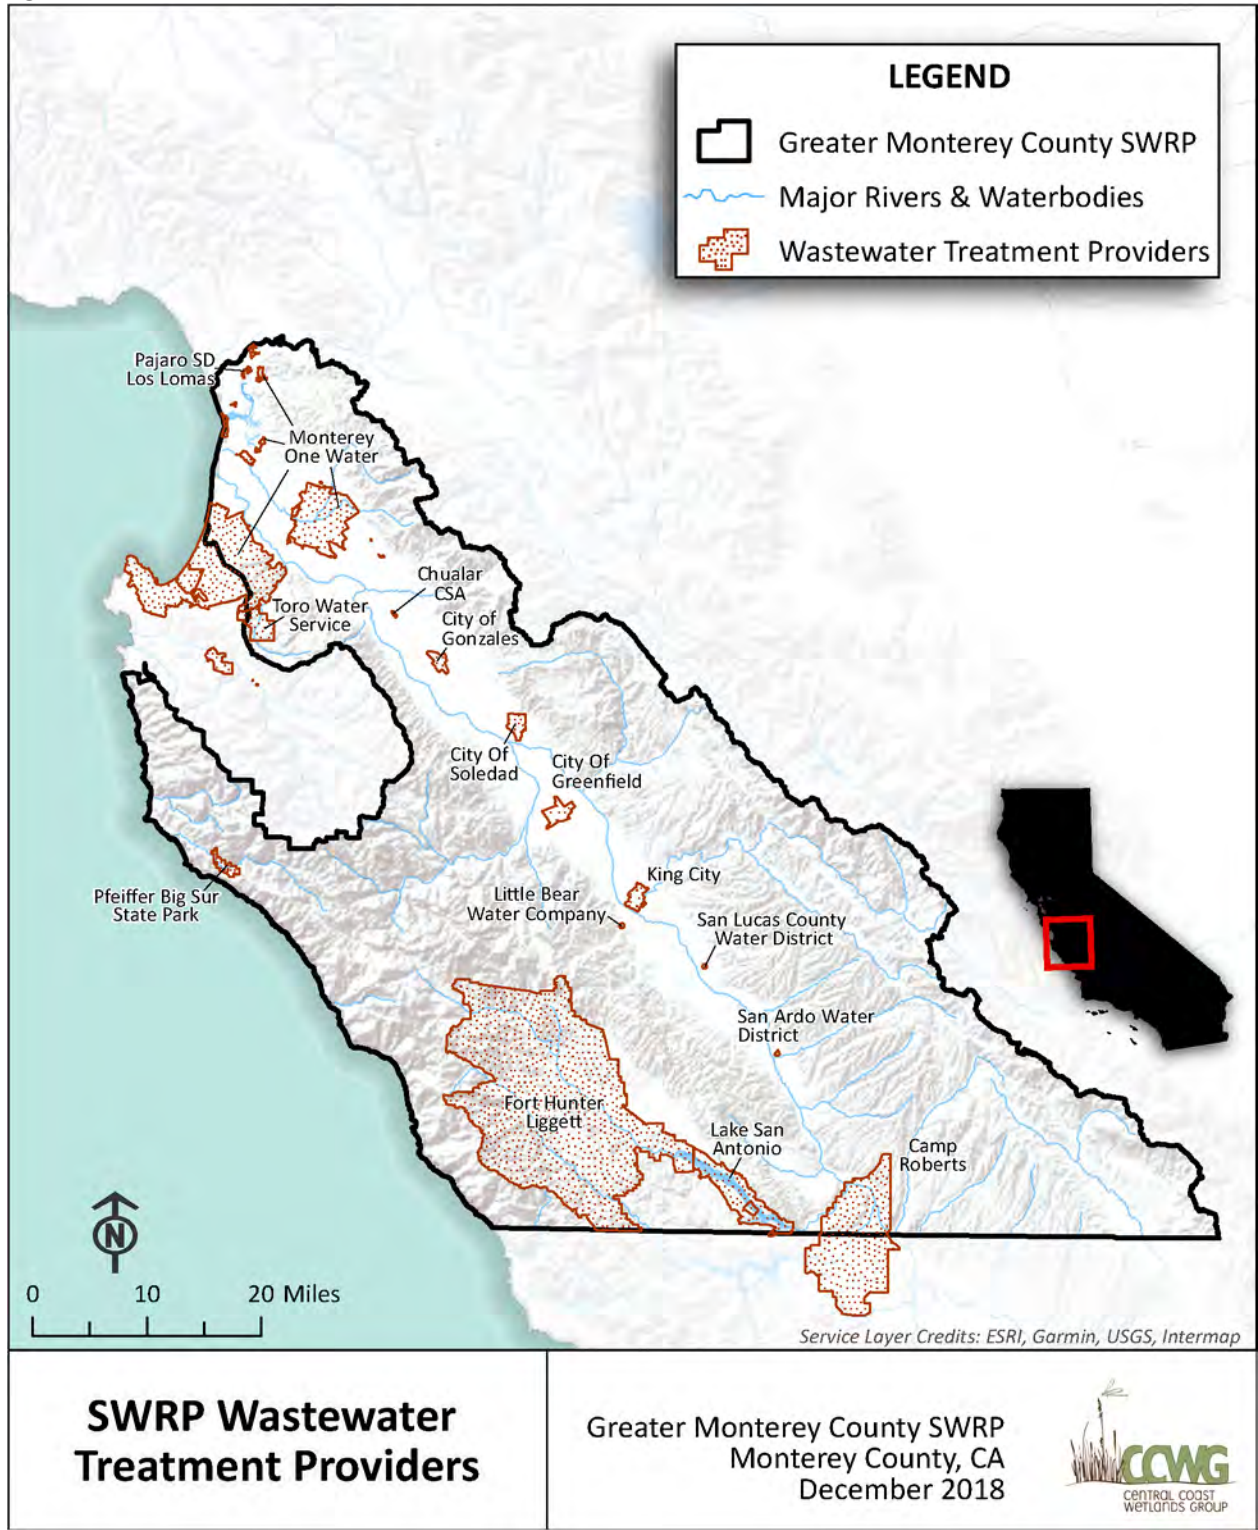 LEGEND
Greater Monterey County SWRP
Major Rivers & Waterbodies
Wastewater Treatment Providers
Pajaro SD
Los Lomas
Monterey
One Water
Chualar
CSA
Toro Water
Service
City of
Gonzales
City Of
Soledad
City Of
Greenfield
King City
Pfeiffer Big Sur
State Park
Little Bear
Water Company
San Lucas County
Water District
San Ardo Water
District
Fort Hunter
Liggett
Lake San
Antonio
Camp
Roberts
N
0 10 20 Miles
Service Layer Credits: ESRI, Garmin, USGS, Intermap
SWRP Wastewater
Treatment Providers
Greater Monterey County SWRP
Monterey County, CA
December 2018
CCWG
CENTRAL COAST
WETLANDS GROUP